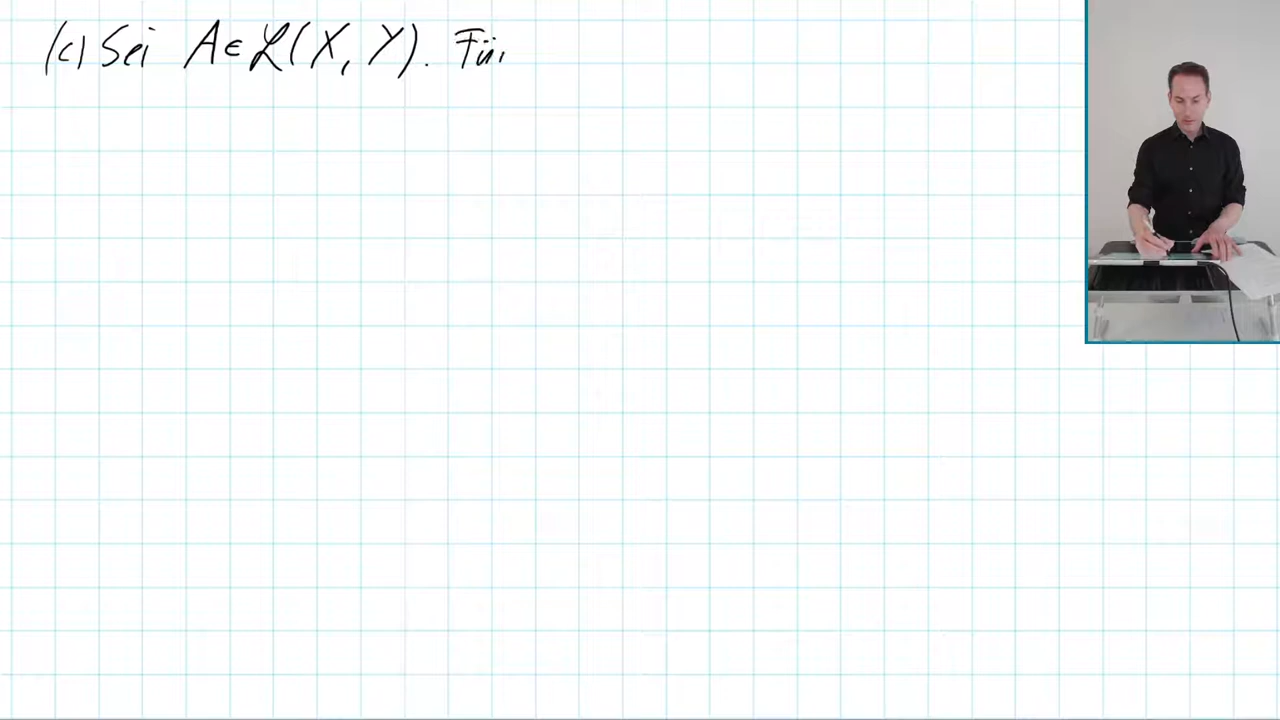 (c) Sei A ∈ ℒ(X, Y). Für